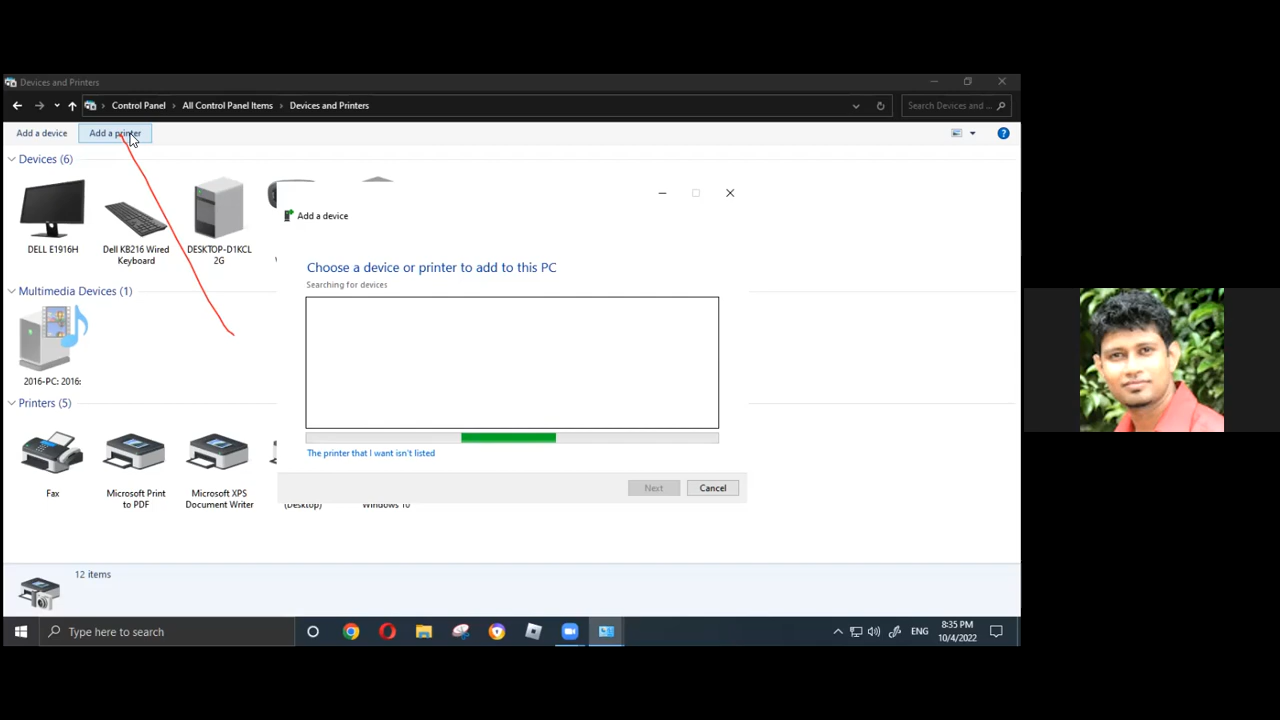 Devices and Printers
Control Panel > All Control Panel Items > Devices and Printers
Search Devices and ...
Add a device
Add a printer
Devices (6)
DELL E1916H
Dell KB216 Wired
Keyboard
DESKTOP-D1KCL
2G
Multimedia Devices (1)
2016-PC: 2016:
Printers (5)
Fax
Microsoft Print
to PDF
Microsoft XPS
Document Writer
(Desktop)
Windows 10
Add a device
Choose a device or printer to add to this PC
Searching for devices
The printer that I want isn't listed
Next
Cancel
12 items
Type here to search
ENG
8:35 PM
10/4/2022